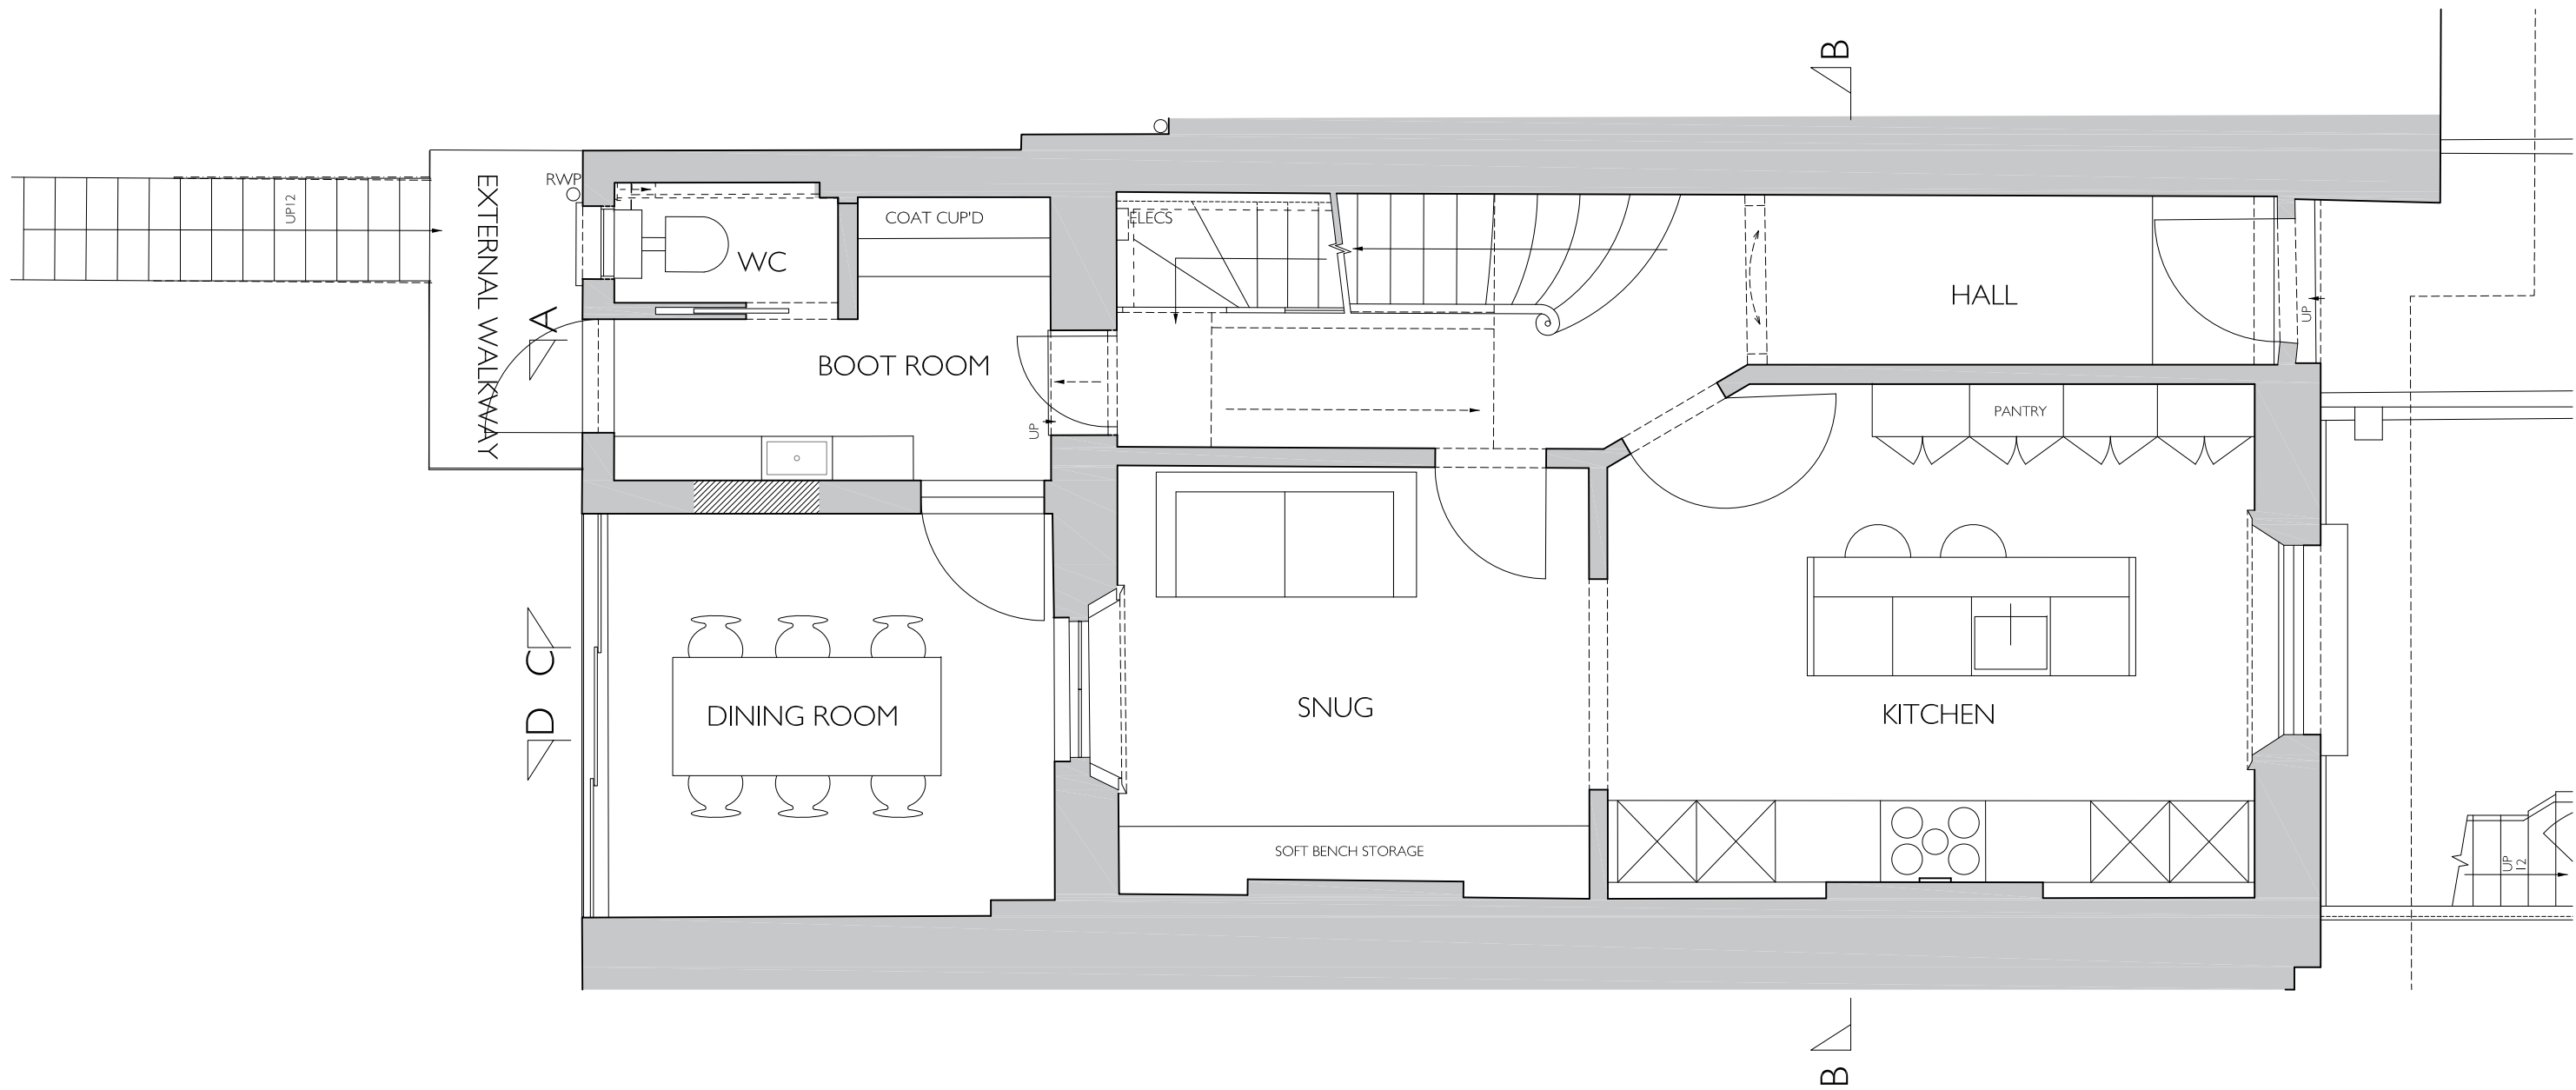 B
RWP
UP12
EXTERNAL WALKWAY
COAT CUP'D
ELECS
WC
A
HALL
UP
BOOT ROOM
UP
PANTRY
C
D
DINING ROOM
SNUG
KITCHEN
SOFT BENCH STORAGE
UP
12
B